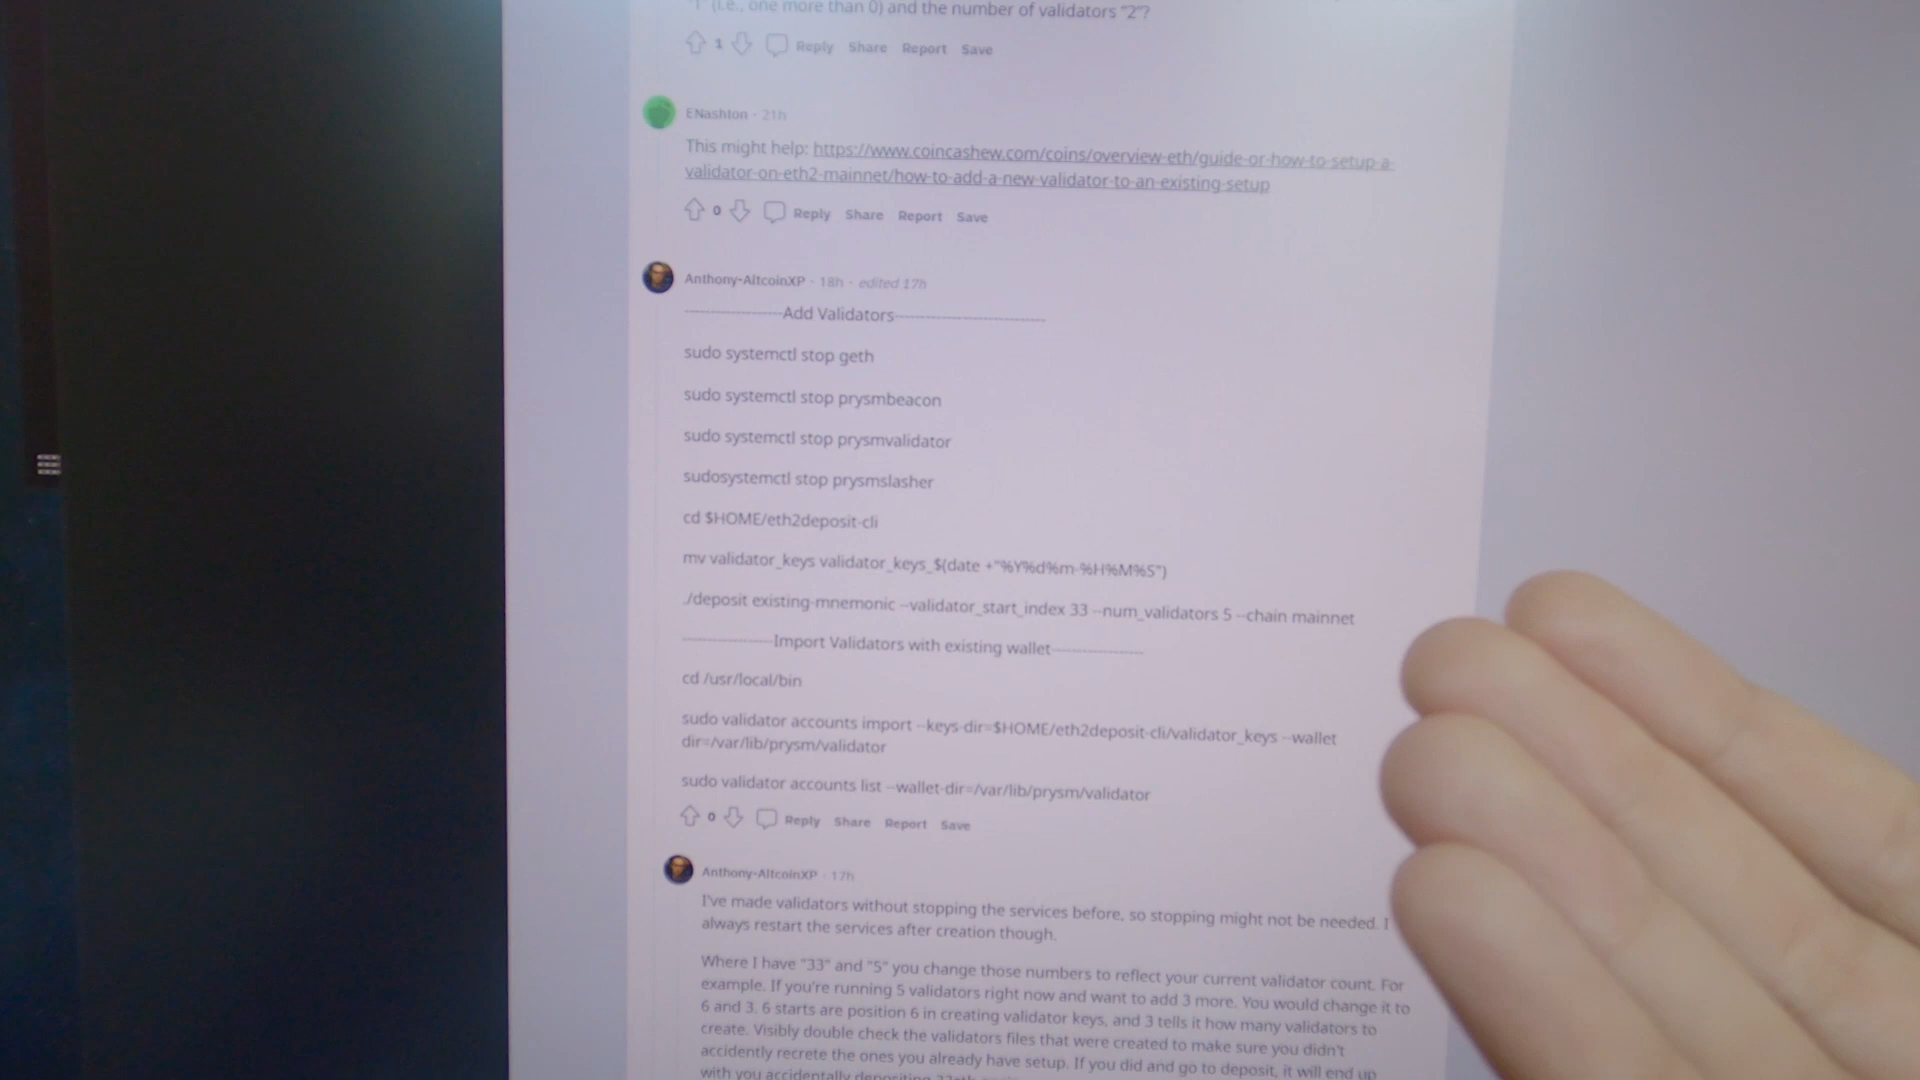 "1" (i.e., one more than 0) and the number of validators "2"?
1 Reply Share Report Save
ENashton · 21h
This might help: https://www.coincashew.com/coins/overview-eth/guide-or-how-to-setup-a-
validator-on-eth2-mainnet/how-to-add-a-new-validator-to-an-existing-setup
0 Reply Share Report Save
Anthony-AltcoinXP · 18h · edited 17h
--------------------Add Validators------------------------------
sudo systemctl stop geth
sudo systemctl stop prysmbeacon
sudo systemctl stop prysmvalidator
sudosystemctl stop prysmslasher
cd $HOME/eth2deposit-cli
mv validator_keys validator_keys_$(date +"%Y%d%m-%H%M%S")
./deposit existing-mnemonic --validator_start_index 33 --num_validators 5 --chain mainnet
------------------Import Validators with existing wallet------------------
cd /usr/local/bin
sudo validator accounts import --keys-dir=$HOME/eth2deposit-cli/validator_keys --wallet
dir=/var/lib/prysm/validator
sudo validator accounts list --wallet-dir=/var/lib/prysm/validator
0 Reply Share Report Save
Anthony-AltcoinXP · 17h
I've made validators without stopping the services before, so stopping might not be needed. I
always restart the services after creation though.
Where I have "33" and "5" you change those numbers to reflect your current validator count. For
example. If you're running 5 validators right now and want to add 3 more. You would change it to
6 and 3. 6 starts are position 6 in creating validator keys, and 3 tells it how many validators to
create. Visibly double check the validators files that were created to make sure you didn't
accidently recrete the ones you already have setup. If you did and go to deposit, it will end up
with you accidentally depositing